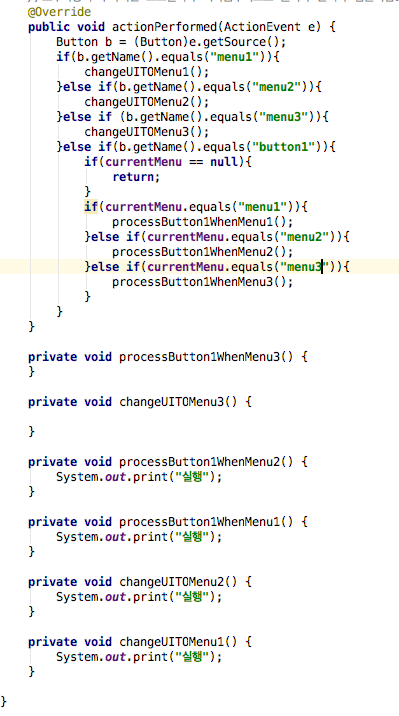 @Override
public void actionPerformed(ActionEvent e) {
Button b = (Button)e.getSource();
if(b.getName().equals("menu1")){
changeUITOMenu1();
}else if(b.getName().equals("menu2")){
changeUITOMenu2();
}else if (b.getName().equals("menu3")){
changeUITOMenu3();
}else if(b.getName().equals("button1")){
if(currentMenu == null){
return;
}
if(currentMenu.equals("menu1")){
processButton1WhenMenu1();
}else if(currentMenu.equals("menu2")){
processButton1WhenMenu2();
}else if(currentMenu.equals("menu3")){
processButton1WhenMenu3();
}
}
}
private void processButton1WhenMenu3() {
}
private void changeUITOMenu3() {
}
private void processButton1WhenMenu2() {
System.out.print("실행");
}
private void processButton1WhenMenu1() {
System.out.print("실행");
}
private void changeUITOMenu2() {
System.out.print("실행");
}
private void changeUITOMenu1() {
System.out.print("실행");
}
}